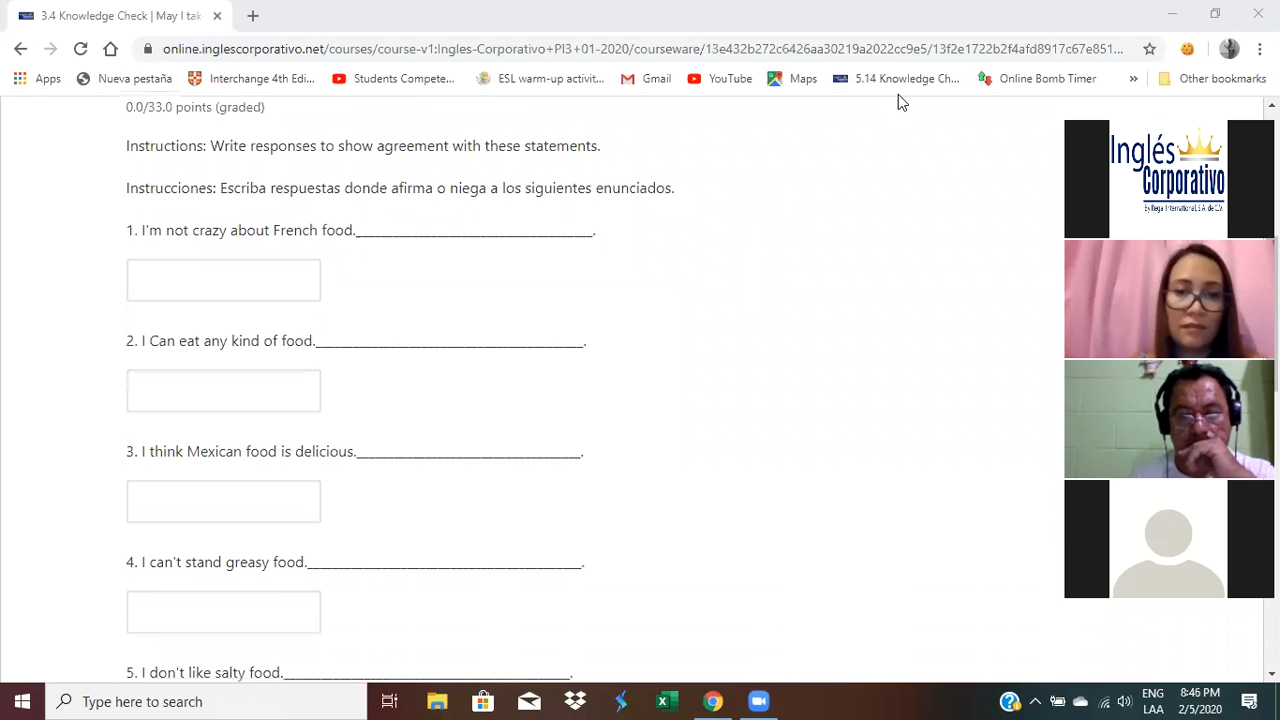 3.4 Knowledge Check | May I tak
online.inglescorporativo.net/courses/course-v1:Ingles-Corporativo+PI3+01-2020/courseware/13e432b272c6426aa30219a2022cc9e5/13f2e1722b2f4afd8917c67e851...
Apps Nueva pestaña Interchange 4th Edi... Students Compete... ESL warm-up activit... Gmail YouTube Maps 5.14 Knowledge Ch... Online Bomb Timer » Other bookmarks
0.0/33.0 points (graded)
Instructions: Write responses to show agreement with these statements.
Instrucciones: Escriba respuestas donde afirma o niega a los siguientes enunciados.
1. I'm not crazy about French food.______________________________.
2. I Can eat any kind of food.__________________________________.
3. I think Mexican food is delicious.____________________________.
4. I can't stand greasy food.___________________________________.
5. I don't like salty food.____________________________________.
Inglés
Corporativo
Type here to search
ENG
LAA
8:46 PM
2/5/2020